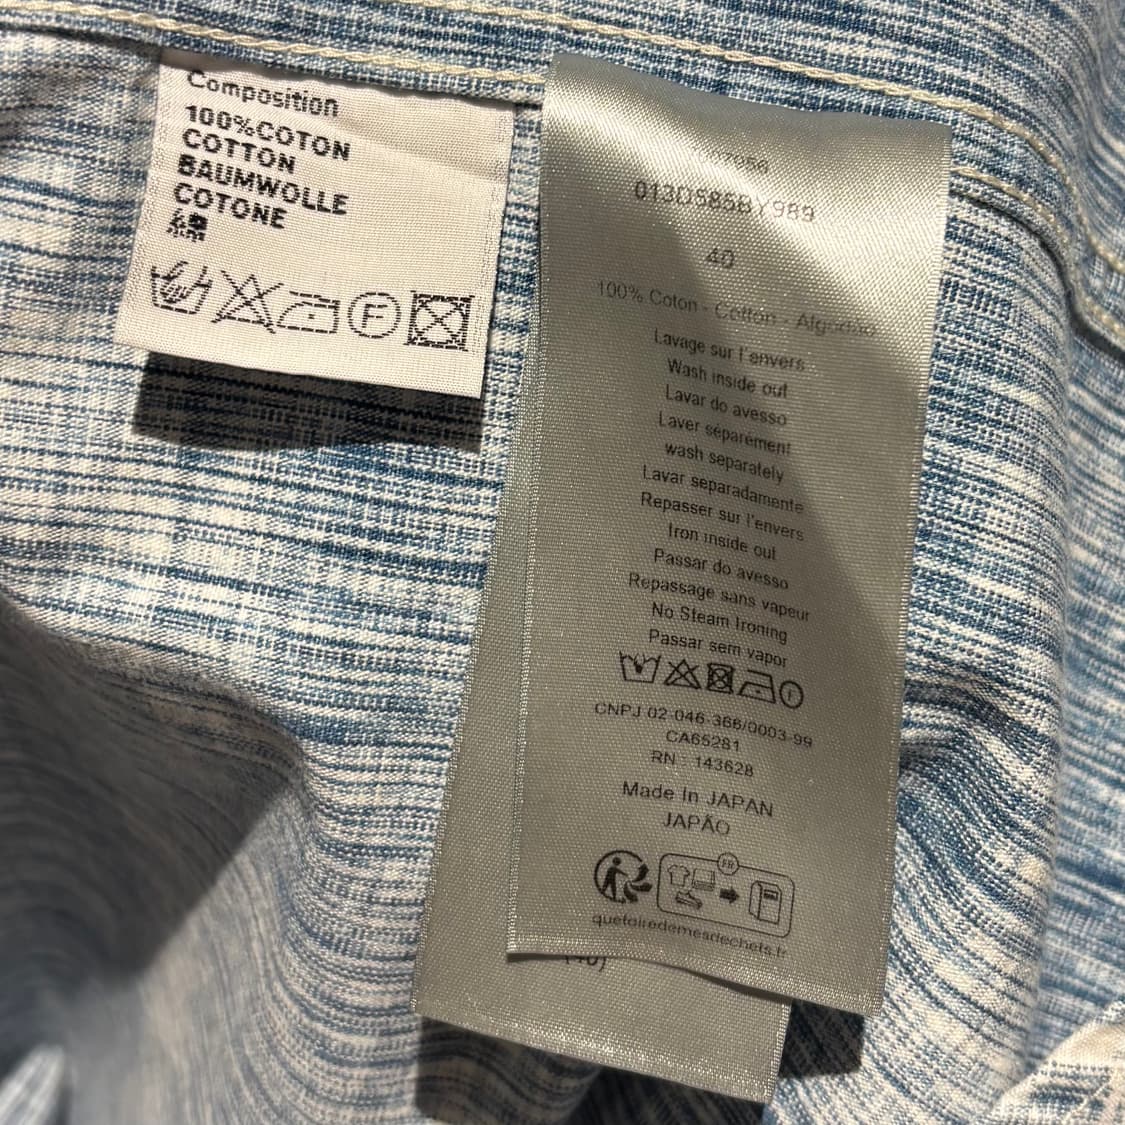 Composition
100%COTON
COTTON
BAUMWOLLE
COTONE
綿
F
013D585BX989
40
100% Coton - Cotton - Algodão
Lavage sur l'envers
Wash inside out
Lavar do avesso
Laver séparément
wash separately
Lavar separadamente
Repasser sur l'envers
Iron inside out
Passar do avesso
Repassage sans vapeur
No Steam Ironing
Passar sem vapor
CNPJ 02-046-366/0003-99
CA65281
RN 143628
Made In JAPAN
JAPÃO
FR
quefairedemesdechets.fr
(40)